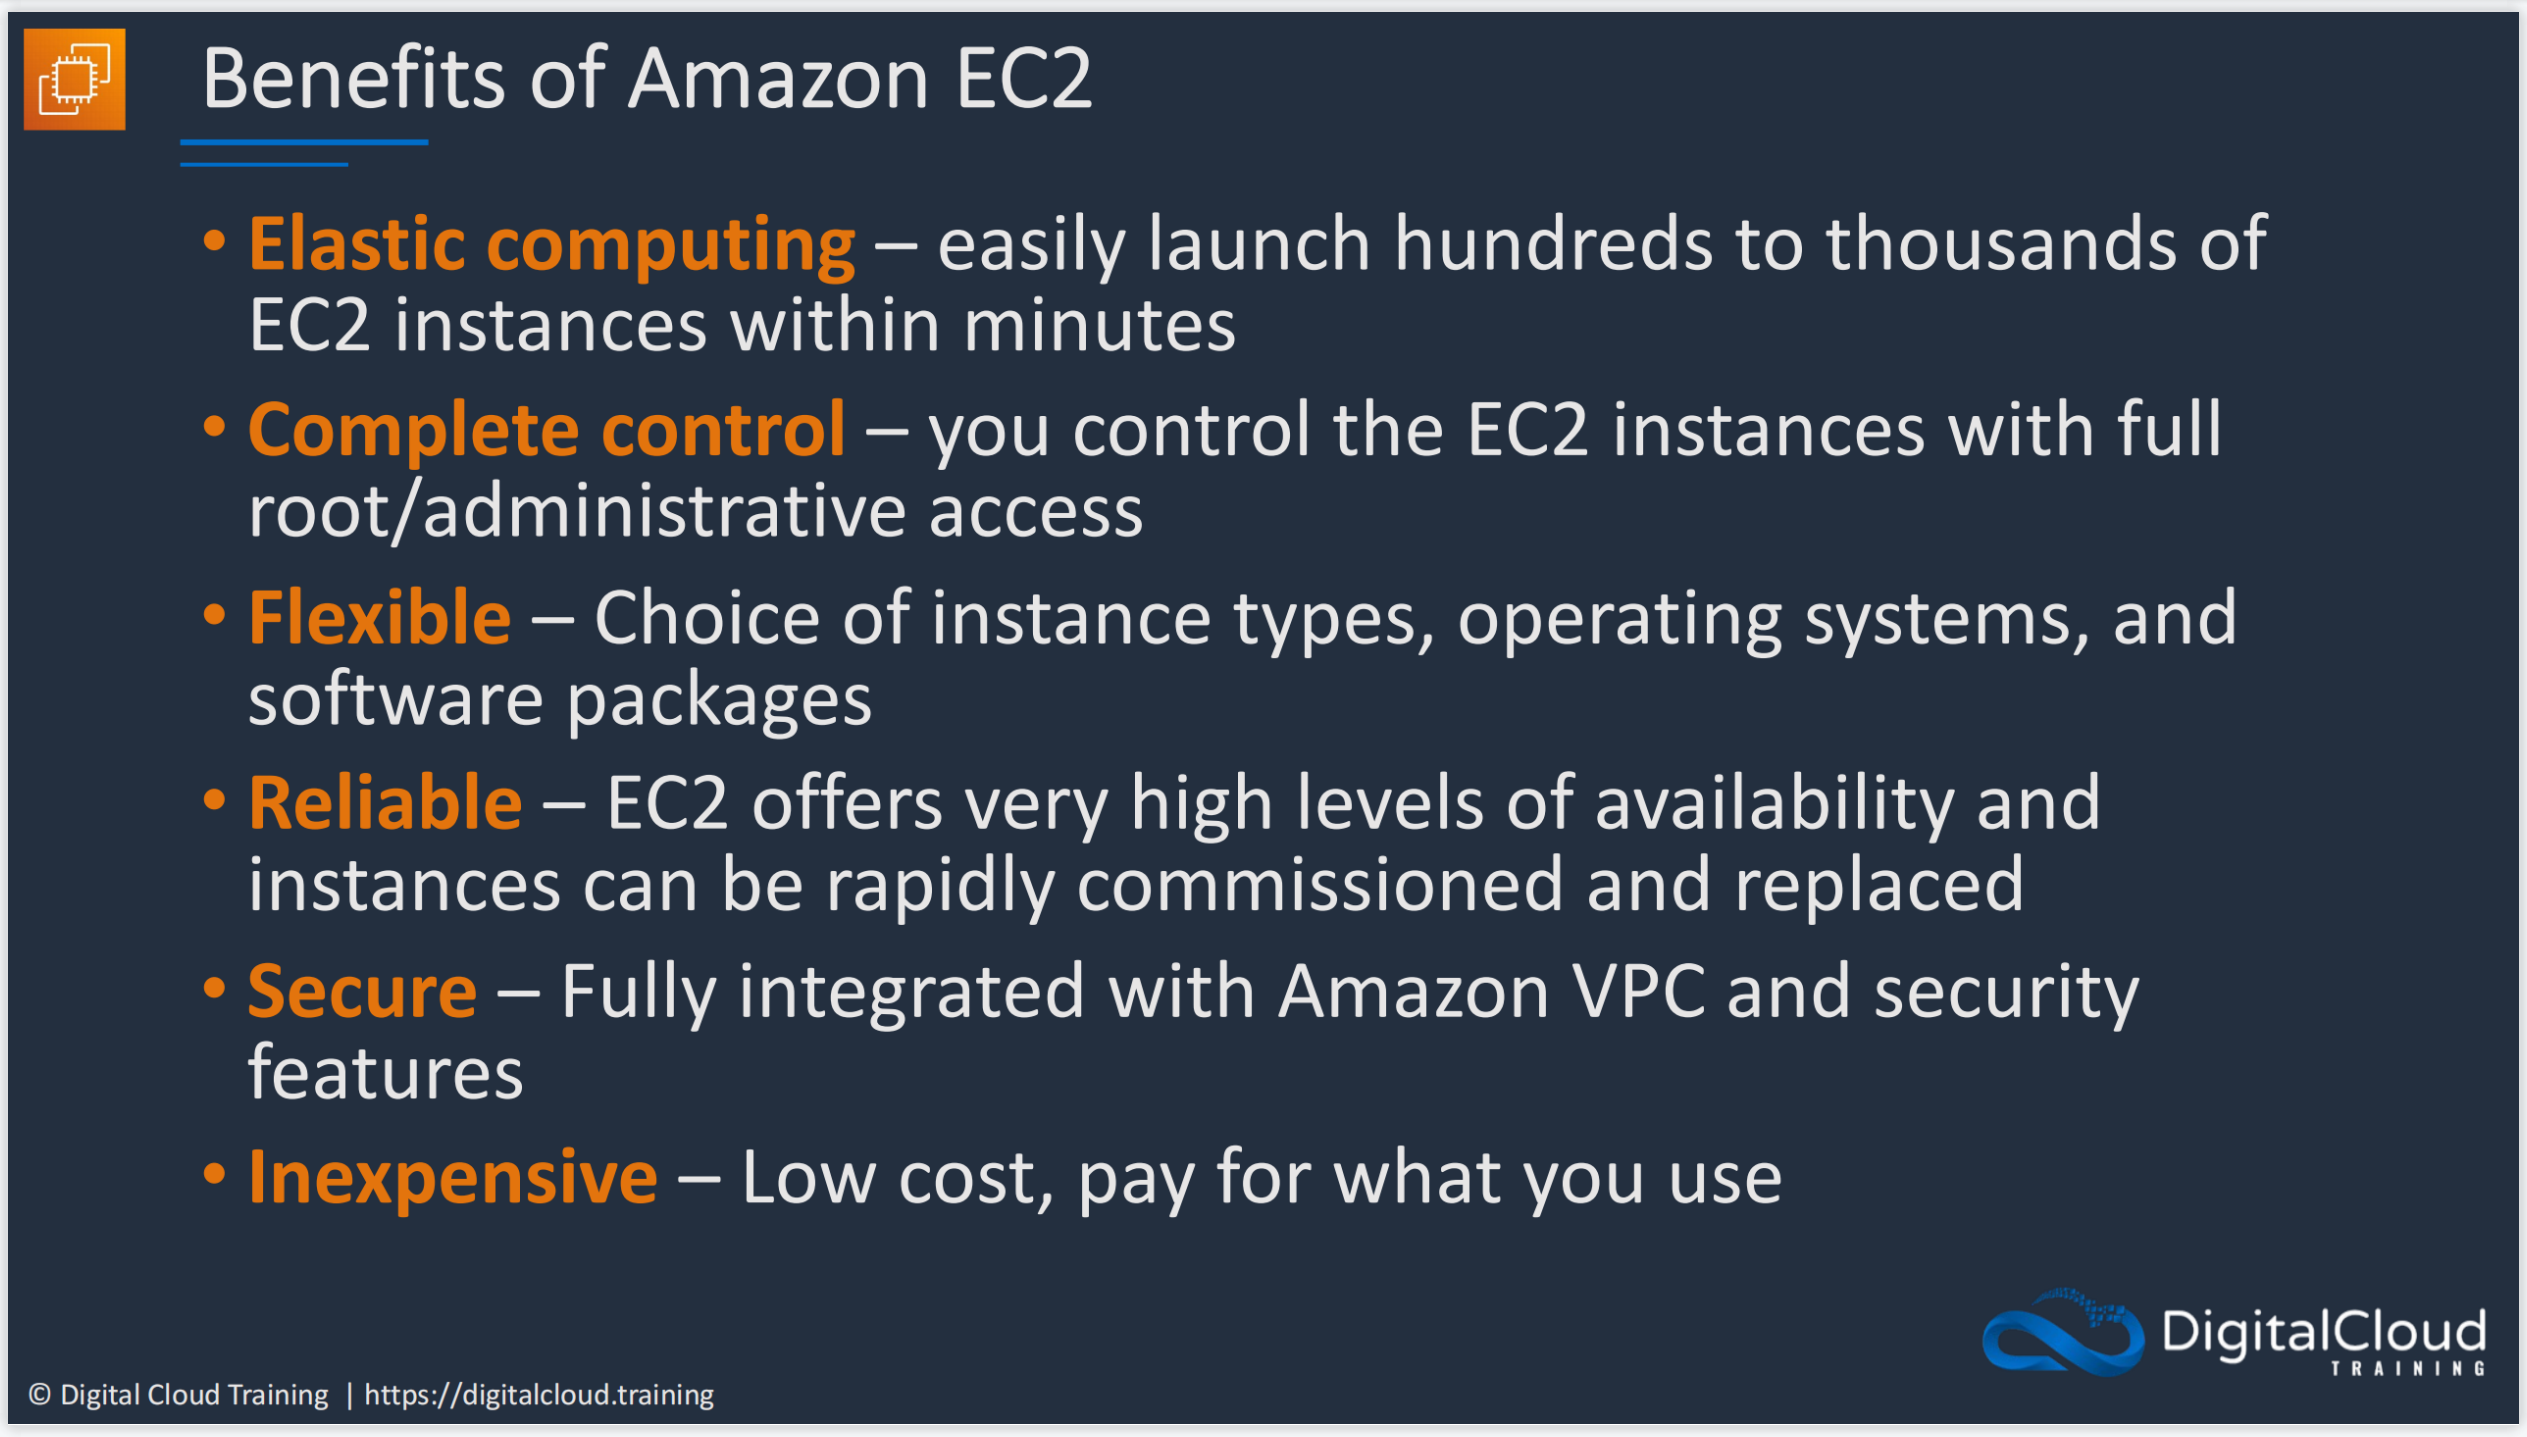 Benefits of Amazon EC2
• Elastic computing – easily launch hundreds to thousands of
EC2 instances within minutes
• Complete control – you control the EC2 instances with full
root/administrative access
• Flexible – Choice of instance types, operating systems, and
software packages
• Reliable – EC2 offers very high levels of availability and
instances can be rapidly commissioned and replaced
• Secure – Fully integrated with Amazon VPC and security
features
• Inexpensive – Low cost, pay for what you use
DigitalCloud
TRAINING
© Digital Cloud Training | https://digitalcloud.training